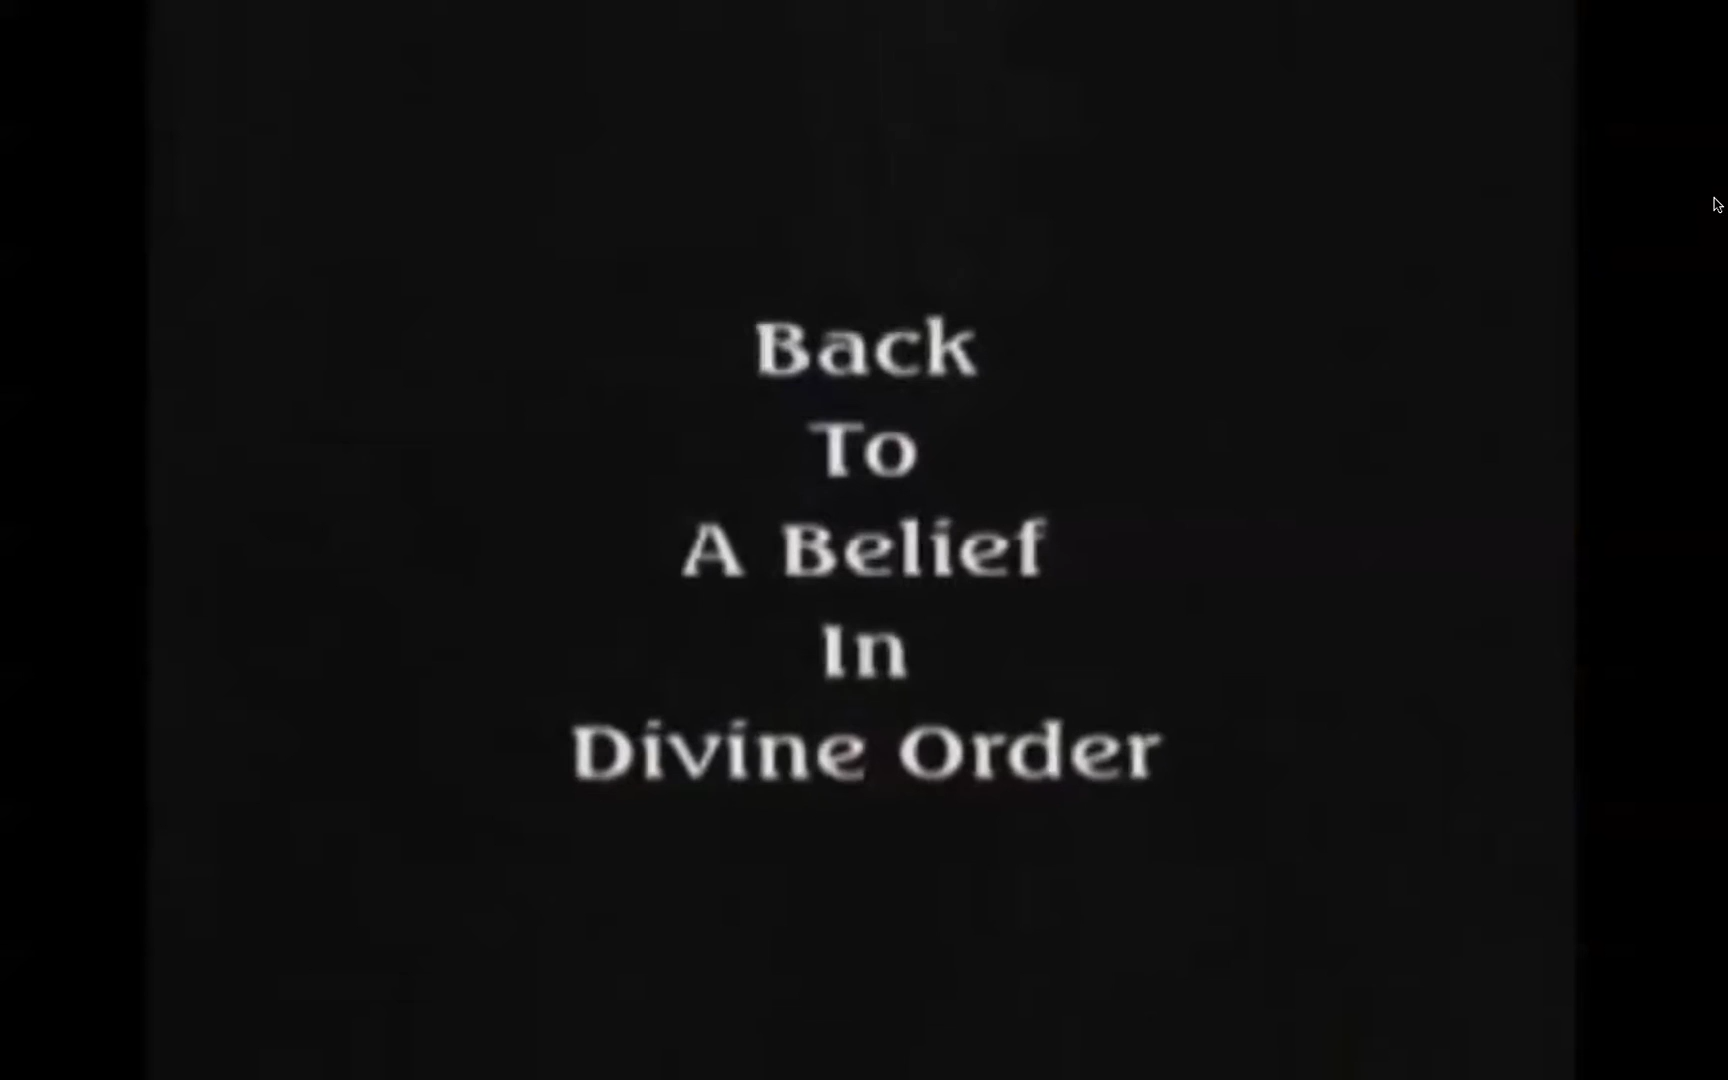 Back
To
A Belief
In
Divine Order